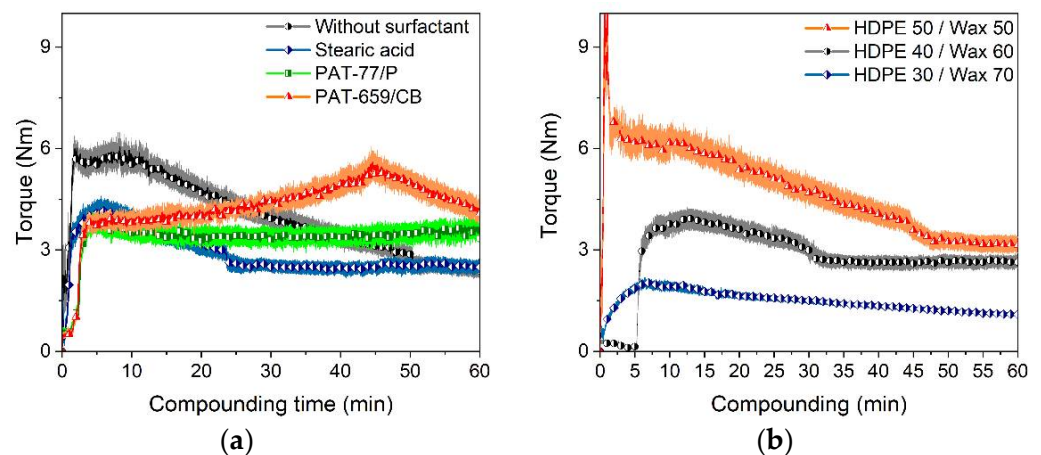 Without surfactant
Stearic acid
PAT-77/P
PAT-659/CB
9
6
3
0
Torque (Nm)
0 10 20 30 40 50 60
Compounding time (min)
(a)
HDPE 50 / Wax 50
HDPE 40 / Wax 60
HDPE 30 / Wax 70
9
6
3
0
Torque (Nm)
0 5 10 15 20 25 30 35 40 45 50 55 60
Compounding (min)
(b)